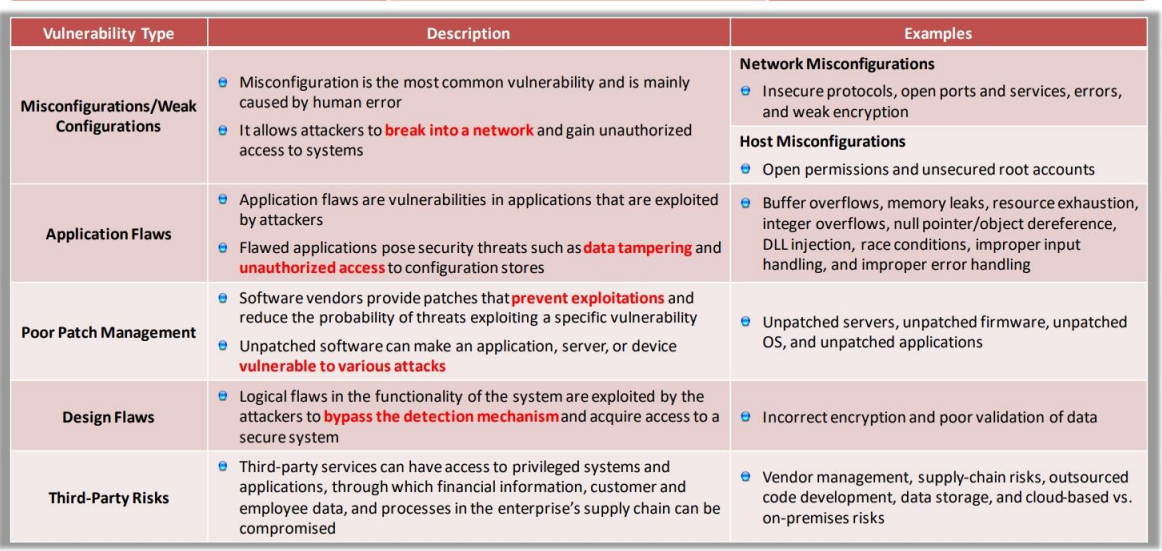 Vulnerability Type
Description
Examples
Misconfigurations/Weak
Configurations
Misconfiguration is the most common vulnerability and is mainly
caused by human error
It allows attackers to break into a network and gain unauthorized
access to systems
Network Misconfigurations
Insecure protocols, open ports and services, errors,
and weak encryption
Host Misconfigurations
Open permissions and unsecured root accounts
Application Flaws
Application flaws are vulnerabilities in applications that are exploited
by attackers
Flawed applications pose security threats such as data tampering and
unauthorized access to configuration stores
Buffer overflows, memory leaks, resource exhaustion,
integer overflows, null pointer/object dereference,
DLL injection, race conditions, improper input
handling, and improper error handling
Poor Patch Management
Software vendors provide patches that prevent exploitations and
reduce the probability of threats exploiting a specific vulnerability
Unpatched software can make an application, server, or device
vulnerable to various attacks
Unpatched servers, unpatched firmware, unpatched
OS, and unpatched applications
Design Flaws
Logical flaws in the functionality of the system are exploited by the
attackers to bypass the detection mechanism and acquire access to a
secure system
Incorrect encryption and poor validation of data
Third-Party Risks
Third-party services can have access to privileged systems and
applications, through which financial information, customer and
employee data, and processes in the enterprise's supply chain can be
compromised
Vendor management, supply-chain risks, outsourced
code development, data storage, and cloud-based vs.
on-premises risks